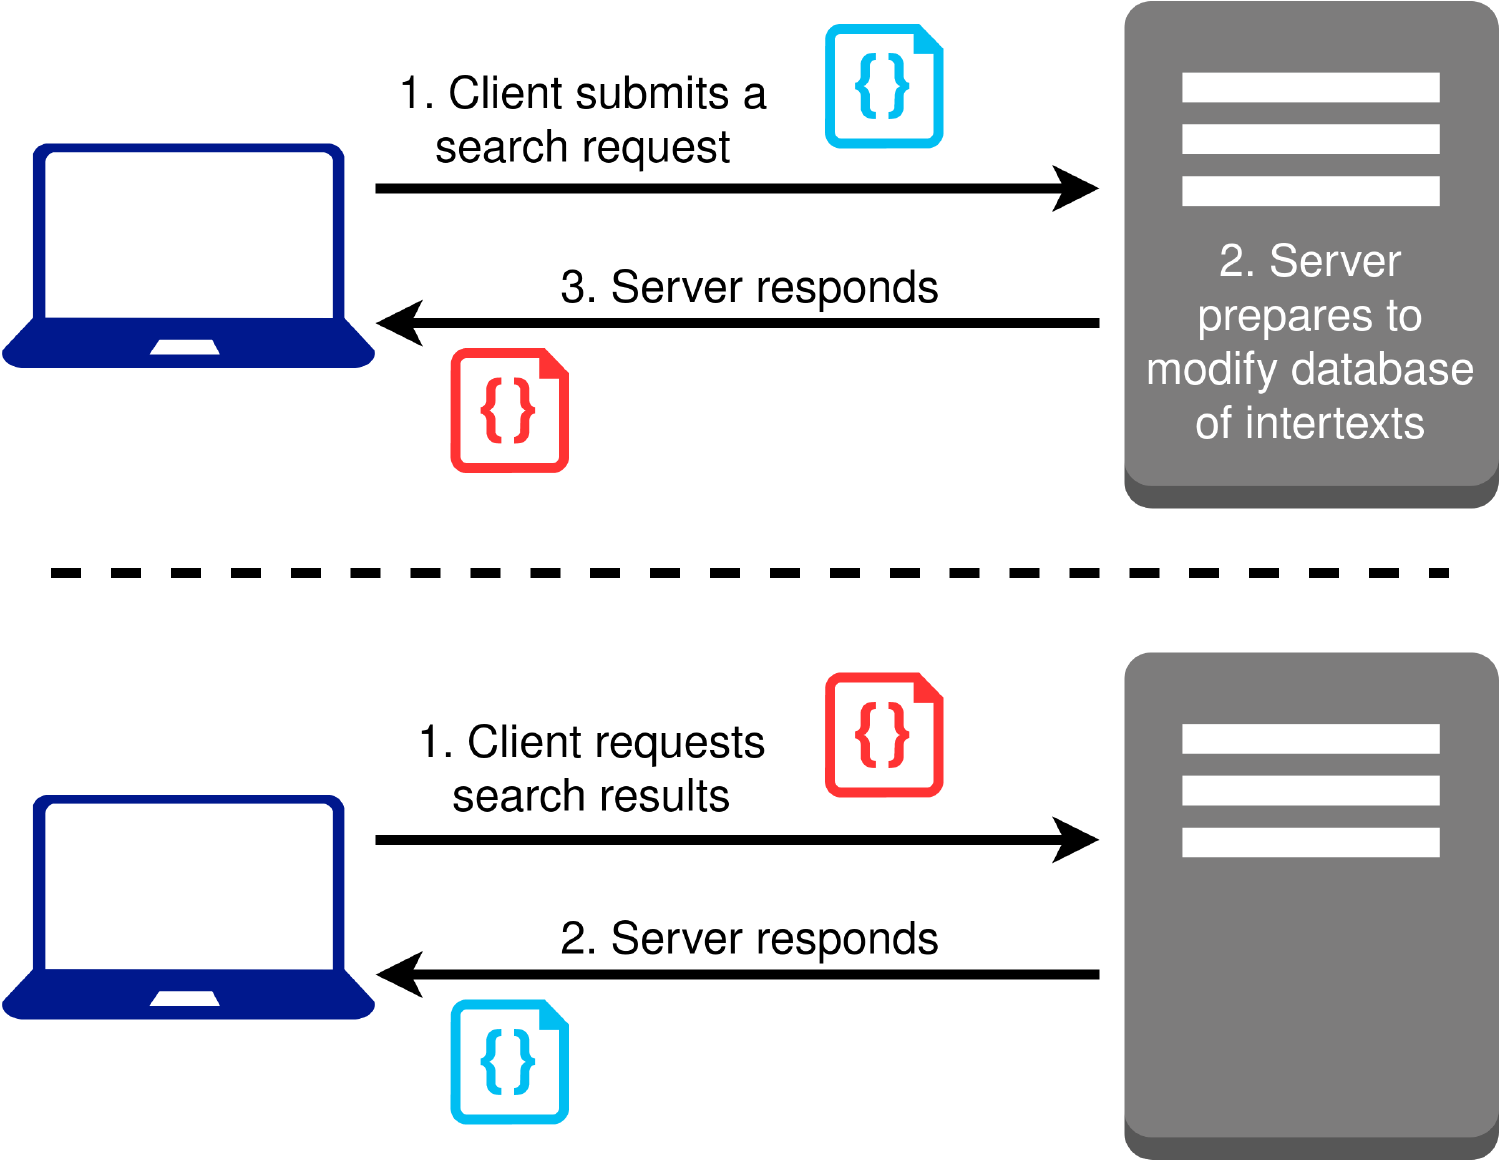 1. Client submits a
search request
{ }
3. Server responds
{ }
2. Server
prepares to
modify database
of intertexts
1. Client requests
search results
{ }
2. Server responds
{ }